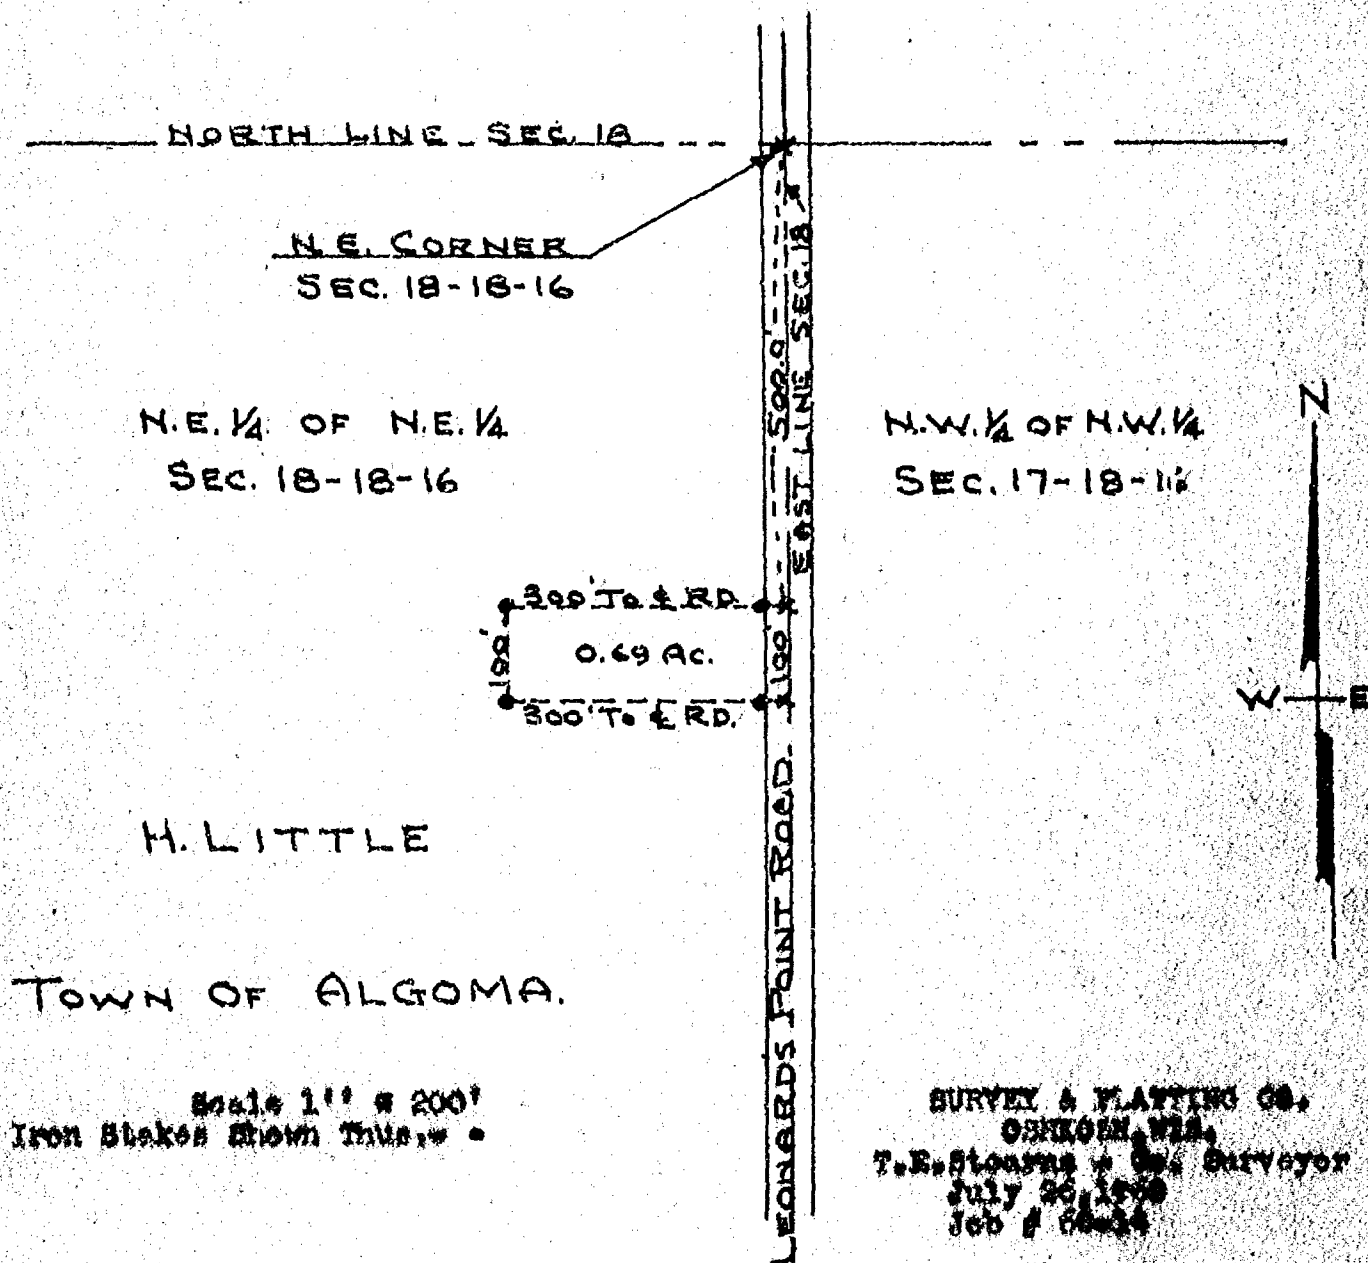 NORTH LINE SEC. 18
N.E. CORNER
SEC. 18-18-16
N.E. 1/4 OF N.E. 1/4
SEC. 18-18-16
500.0'
EAST LINE SEC. 18
N.W. 1/4 OF N.W. 1/4
SEC. 17-18-16
N
W E
300' TO ℄ RD.
100'
0.69 AC.
100'
300' TO ℄ RD.
LEONARDS POINT ROAD
H. LITTLE
TOWN OF ALGOMA.
Scale 1'' = 200'
Iron Stakes Shown Thus,
SURVEY & PLATTING CO.
OSHKOSH, WIS.
T.E. Stearns - Co. Surveyor
July 26,
Job #